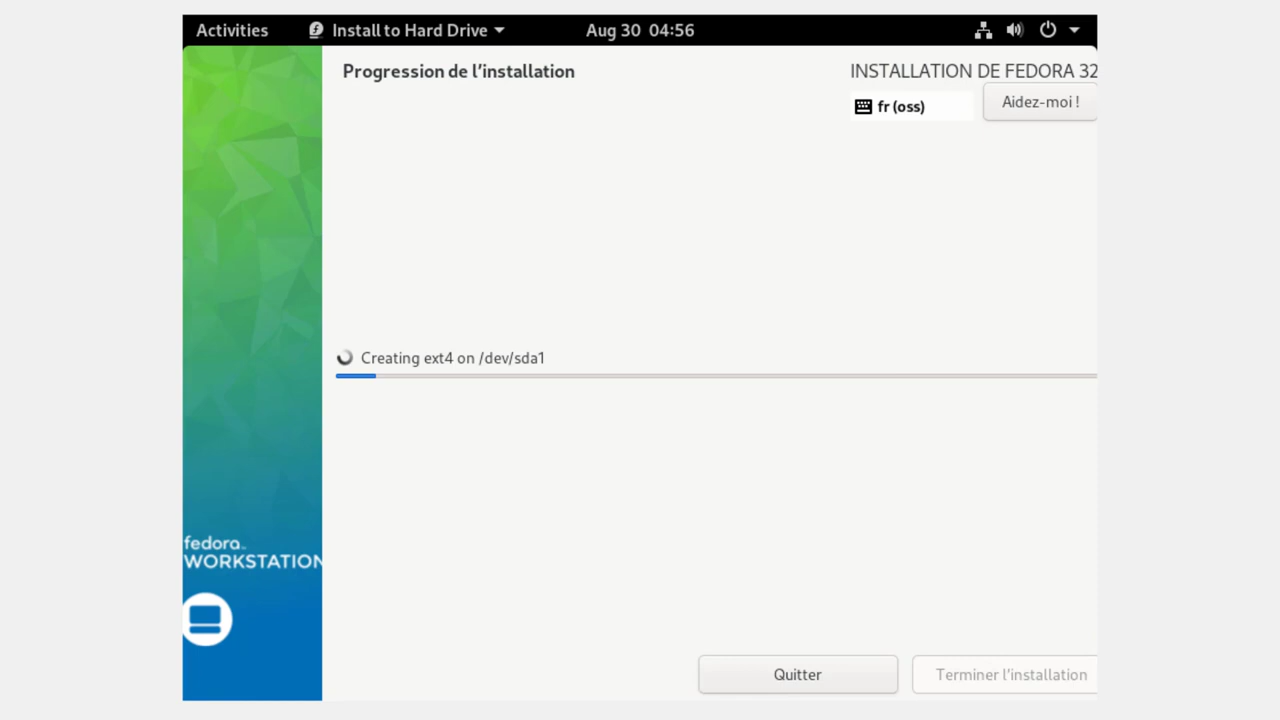 Activities Install to Hard Drive Aug 30 04:56
Progression de l'installation
INSTALLATION DE FEDORA 32
fr (oss)
Aidez-moi !
Creating ext4 on /dev/sda1
fedora™
WORKSTATION
Quitter
Terminer l'installation